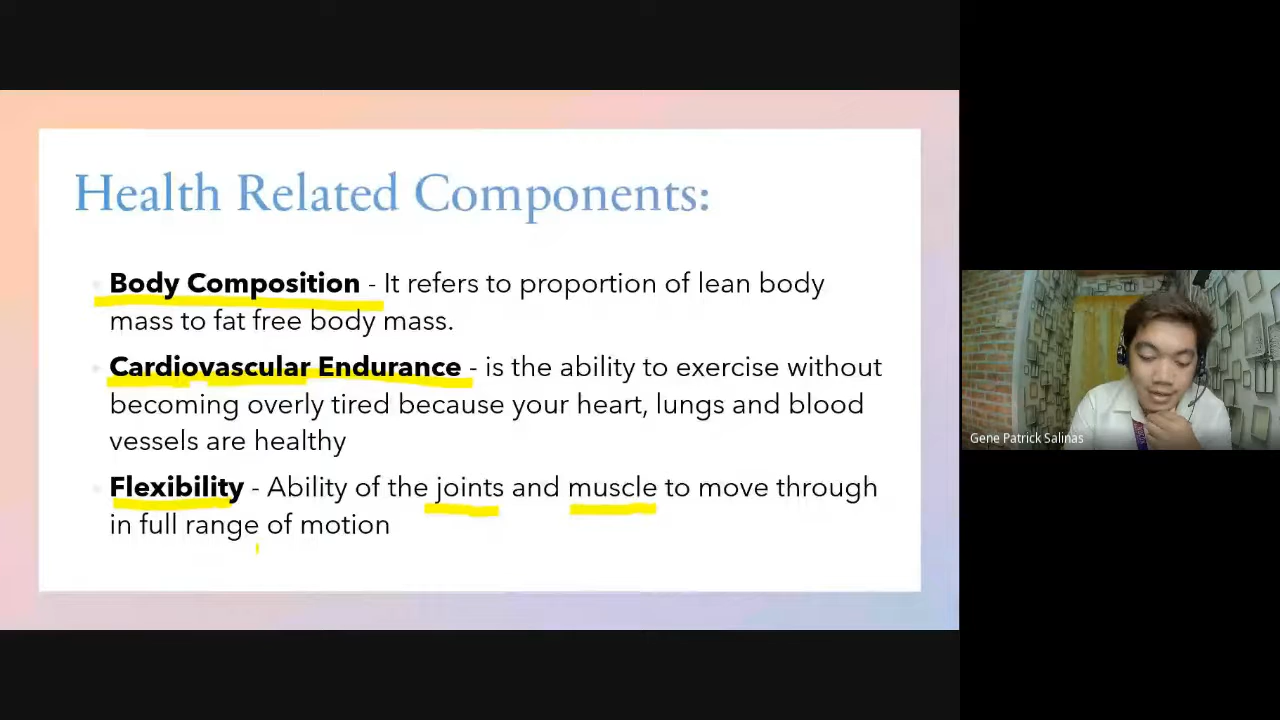 Health Related Components:
Body Composition - It refers to proportion of lean body
mass to fat free body mass.
Cardiovascular Endurance - is the ability to exercise without
becoming overly tired because your heart, lungs and blood
vessels are healthy
Flexibility - Ability of the joints and muscle to move through
in full range of motion
Gene Patrick Salinas